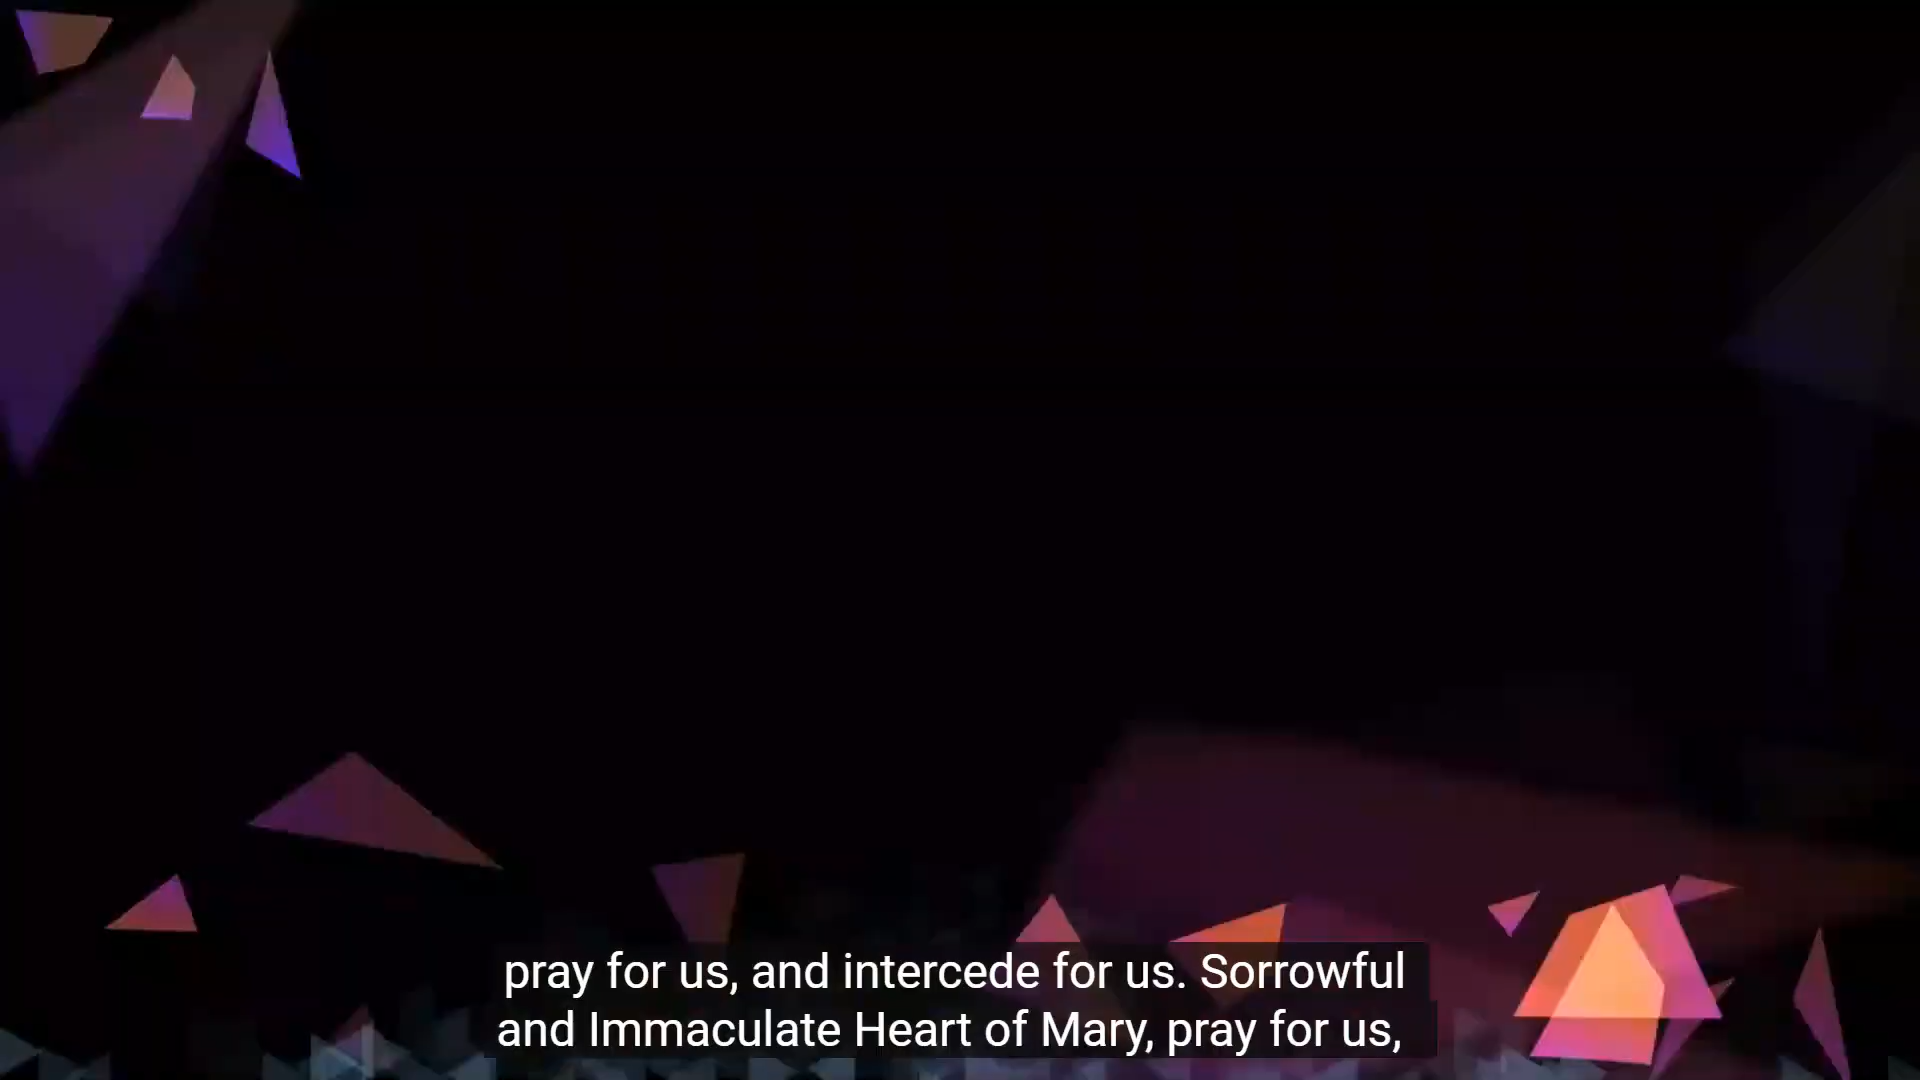 pray for us, and intercede for us. Sorrowful
and Immaculate Heart of Mary, pray for us,